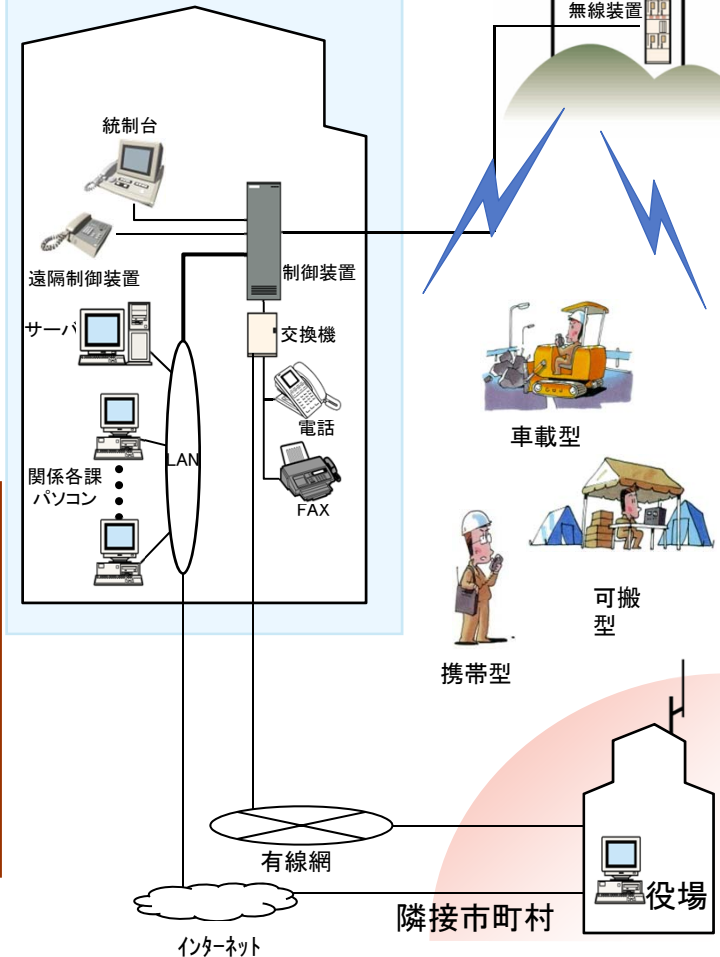 無線装置
統制台
遠隔制御装置
制御装置
サーバ
交換機
電話
LAN
関係各課
パソコン
FAX
車載型
可搬
型
携帯型
有線網
役場
隣接市町村
ｲﾝﾀｰﾈｯﾄ